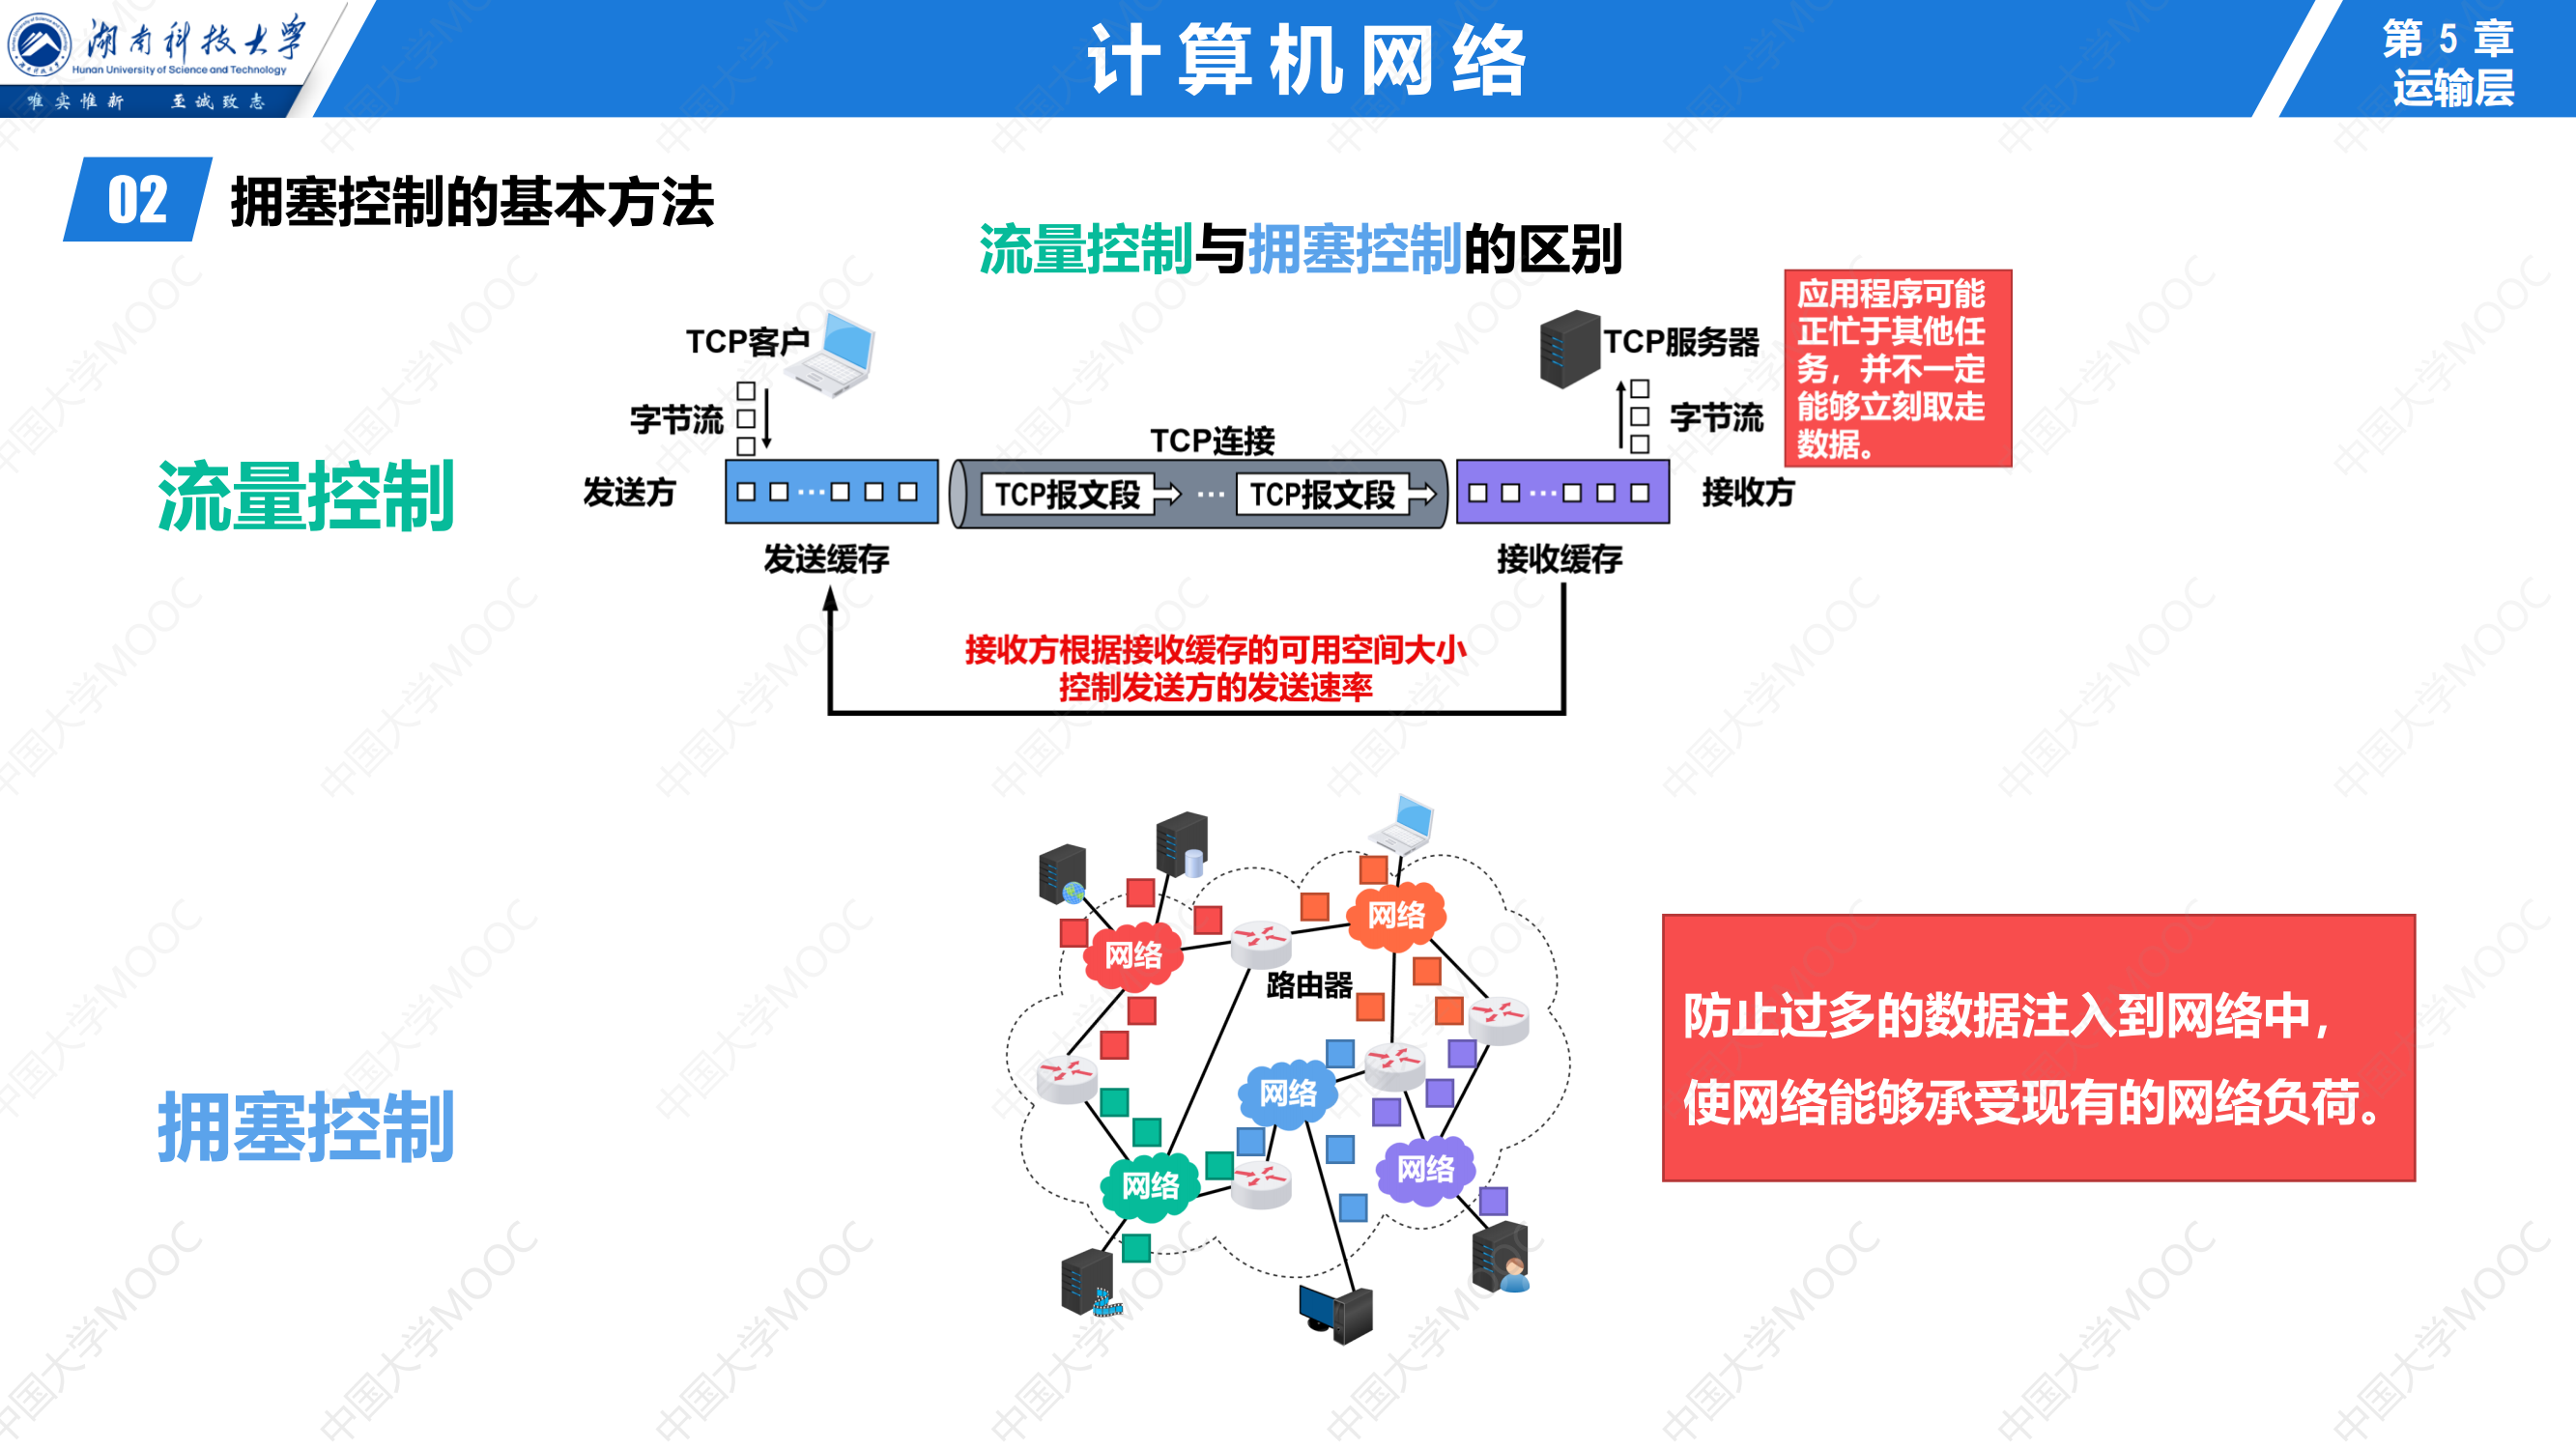 湖南科技大学
Hunan University of Science and Technology
唯实惟新 至诚致志
计算机网络
第 5 章
运输层
02 拥塞控制的基本方法
流量控制与拥塞控制的区别
应用程序可能
正忙于其他任
务，并不一定
能够立刻取走
数据。
TCP客户
TCP服务器
字节流
字节流
TCP连接
流量控制
发送方
TCP报文段
···
TCP报文段
接收方
发送缓存
接收缓存
接收方根据接收缓存的可用空间大小
控制发送方的发送速率
网络
网络
路由器
网络
网络
网络
拥塞控制
防止过多的数据注入到网络中，
使网络能够承受现有的网络负荷。
中国大学MOOC